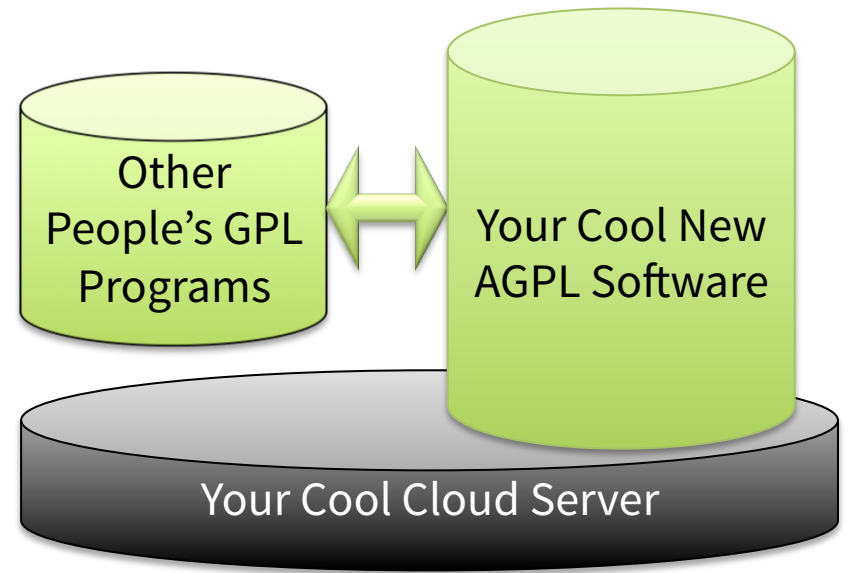 Other
People’s GPL
Programs
Your Cool New
AGPL Software
Your Cool Cloud Server